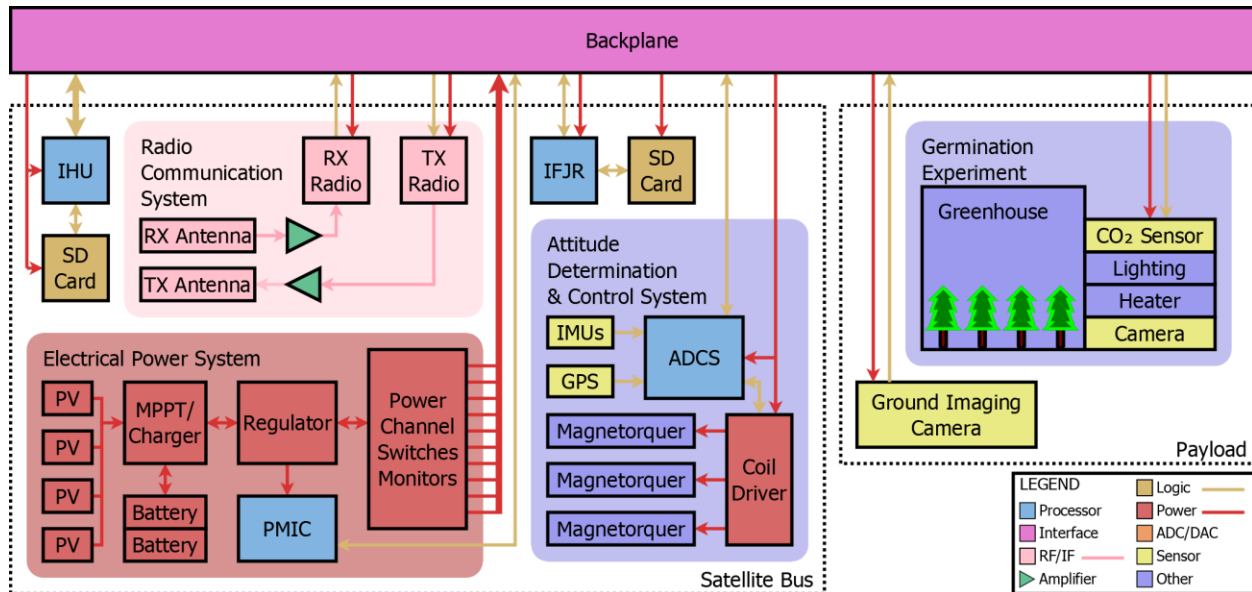 Backplane
IHU
SD
Card
Radio
Communication
System
RX
Radio
TX
Radio
RX Antenna
TX Antenna
IFJR
SD
Card
Attitude
Determination
& Control System
IMUs
GPS
ADCS
Magnetorquer
Magnetorquer
Magnetorquer
Coil
Driver
Electrical Power System
PV
PV
PV
PV
MPPT/
Charger
Battery
Battery
Regulator
PMIC
Power
Channel
Switches
Monitors
Satellite Bus
Germination
Experiment
Greenhouse
CO₂ Sensor
Lighting
Heater
Camera
Ground Imaging
Camera
Payload
LEGEND
Processor
Interface
RF/IF
Amplifier
Logic
Power
ADC/DAC
Sensor
Other